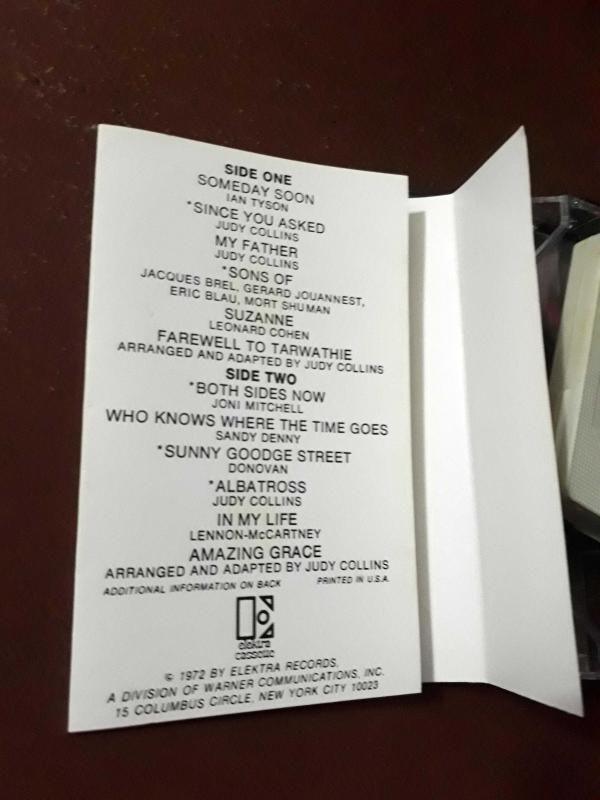 SIDE ONE
SOMEDAY SOON
IAN TYSON
*SINCE YOU ASKED
JUDY COLLINS
MY FATHER
JUDY COLLINS
*SONS OF
JACQUES BREL, GERARD JOUANNEST,
ERIC BLAU, MORT SHUMAN
SUZANNE
LEONARD COHEN
FAREWELL TO TARWATHIE
ARRANGED AND ADAPTED BY JUDY COLLINS
SIDE TWO
*BOTH SIDES NOW
JONI MITCHELL
WHO KNOWS WHERE THE TIME GOES
SANDY DENNY
*SUNNY GOODGE STREET
DONOVAN
*ALBATROSS
JUDY COLLINS
IN MY LIFE
LENNON-McCARTNEY
AMAZING GRACE
ARRANGED AND ADAPTED BY JUDY COLLINS
ADDITIONAL INFORMATION ON BACK PRINTED IN U.S.A.
elektra
cassette
© 1972 BY ELEKTRA RECORDS,
A DIVISION OF WARNER COMMUNICATIONS, INC.
15 COLUMBUS CIRCLE, NEW YORK CITY 10023